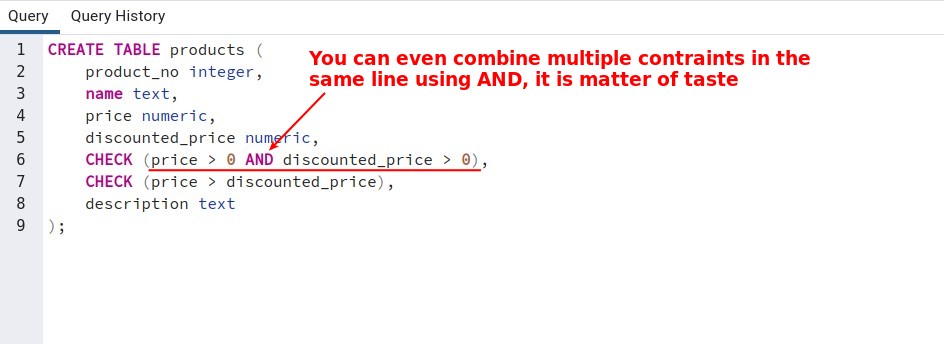 Query Query History
1 CREATE TABLE products (
You can even combine multiple contraints in the
2 product_no integer,
same line using AND, it is matter of taste
3 name text,
4 price numeric,
5 discounted_price numeric,
6 CHECK (price > 0 AND discounted_price > 0),
7 CHECK (price > discounted_price),
8 description text
9 );